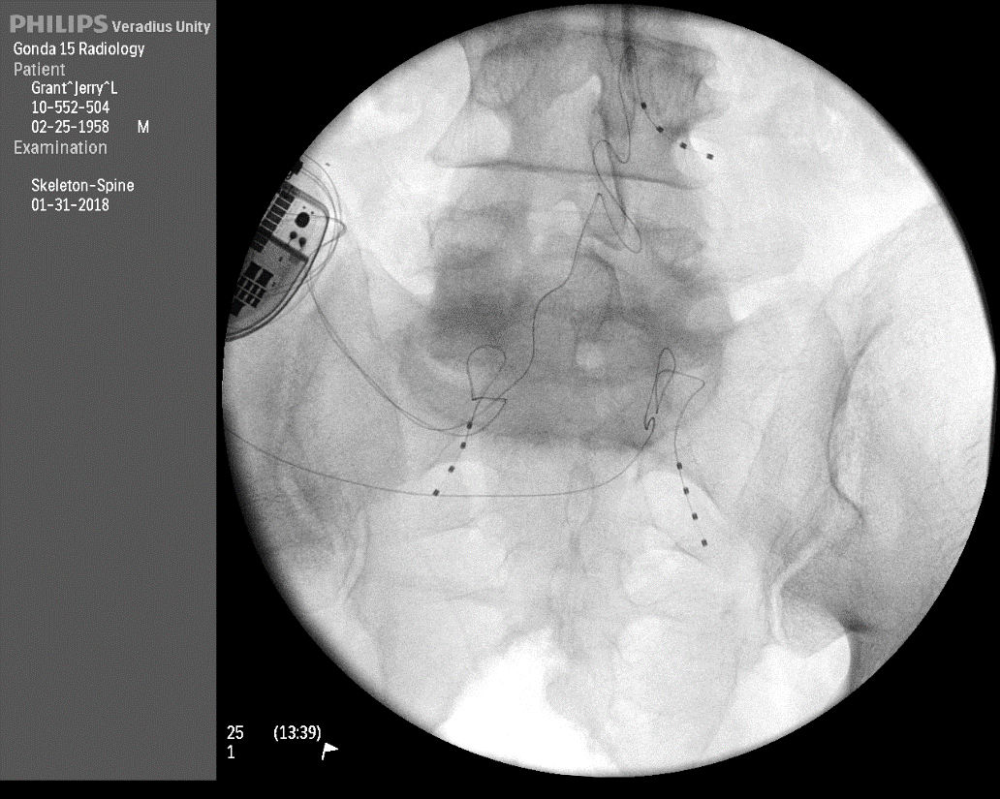 PHILIPS Veradius Unity
Gonda 15 Radiology
Patient
Grant^Jerry^L
10-552-504
02-25-1958 M
Examination
Skeleton-Spine
01-31-2018
25 (13:39)
1